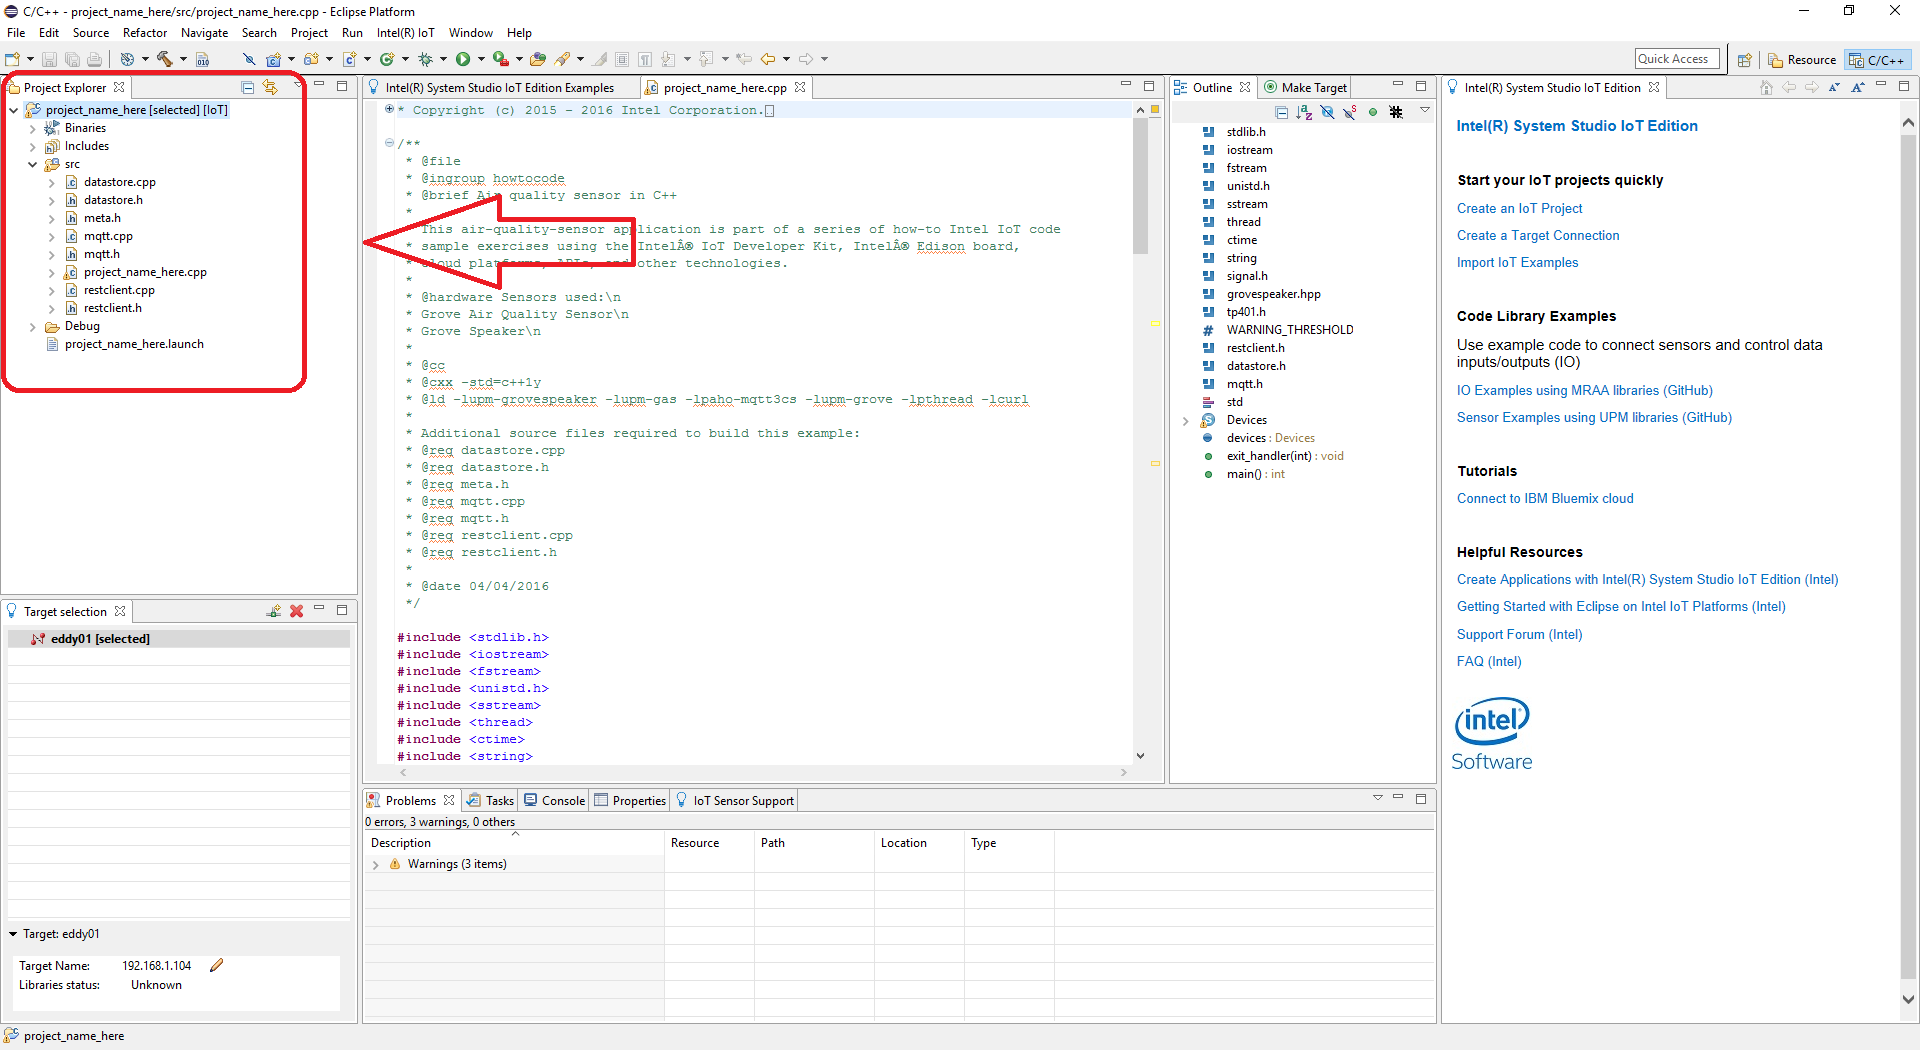 C/C++ - project_name_here/src/project_name_here.cpp - Eclipse Platform
File Edit Source Refactor Navigate Search Project Run Intel(R) IoT Window Help
Quick Access Resource C/C++
Project Explorer
project_name_here [selected] [IoT]
Binaries
Includes
src
datastore.cpp
datastore.h
meta.h
mqtt.cpp
mqtt.h
project_name_here.cpp
restclient.cpp
restclient.h
Debug
project_name_here.launch
Target selection
eddy01 [selected]
Target: eddy01
Target Name: 192.168.1.104
Libraries status: Unknown
Intel(R) System Studio IoT Edition Examples project_name_here.cpp
* Copyright (c) 2015 - 2016 Intel Corporation.
/**
* @file
* @ingroup howtocode
* @brief Air quality sensor in C++
*
This air-quality-sensor application is part of a series of how-to Intel IoT code
* sample exercises using the IntelÂ® IoT Developer Kit, IntelÂ® Edison board,
cloud platforms, APIs, and other technologies.
*
* @hardware Sensors used:\n
* Grove Air Quality Sensor\n
* Grove Speaker\n
*
* @cc
* @cxx -std=c++1y
* @ld -lupm-grovespeaker -lupm-gas -lpaho-mqtt3cs -lupm-grove -lpthread -lcurl
*
* Additional source files required to build this example:
* @req datastore.cpp
* @req datastore.h
* @req meta.h
* @req mqtt.cpp
* @req mqtt.h
* @req restclient.cpp
* @req restclient.h
*
* @date 04/04/2016
*/
#include <stdlib.h>
#include <iostream>
#include <fstream>
#include <unistd.h>
#include <sstream>
#include <thread>
#include <ctime>
#include <string>
Problems Tasks Console Properties IoT Sensor Support
0 errors, 3 warnings, 0 others
Description Resource Path Location Type
Warnings (3 items)
Outline Make Target
stdlib.h
iostream
fstream
unistd.h
sstream
thread
ctime
string
signal.h
grovespeaker.hpp
tp401.h
# WARNING_THRESHOLD
restclient.h
datastore.h
mqtt.h
std
Devices
devices : Devices
exit_handler(int) : void
main() : int
Intel(R) System Studio IoT Edition
Intel(R) System Studio IoT Edition
Start your IoT projects quickly
Create an IoT Project
Create a Target Connection
Import IoT Examples
Code Library Examples
Use example code to connect sensors and control data
inputs/outputs (IO)
IO Examples using MRAA libraries (GitHub)
Sensor Examples using UPM libraries (GitHub)
Tutorials
Connect to IBM Bluemix cloud
Helpful Resources
Create Applications with Intel(R) System Studio IoT Edition (Intel)
Getting Started with Eclipse on Intel IoT Platforms (Intel)
Support Forum (Intel)
FAQ (Intel)
intel
Software
project_name_here